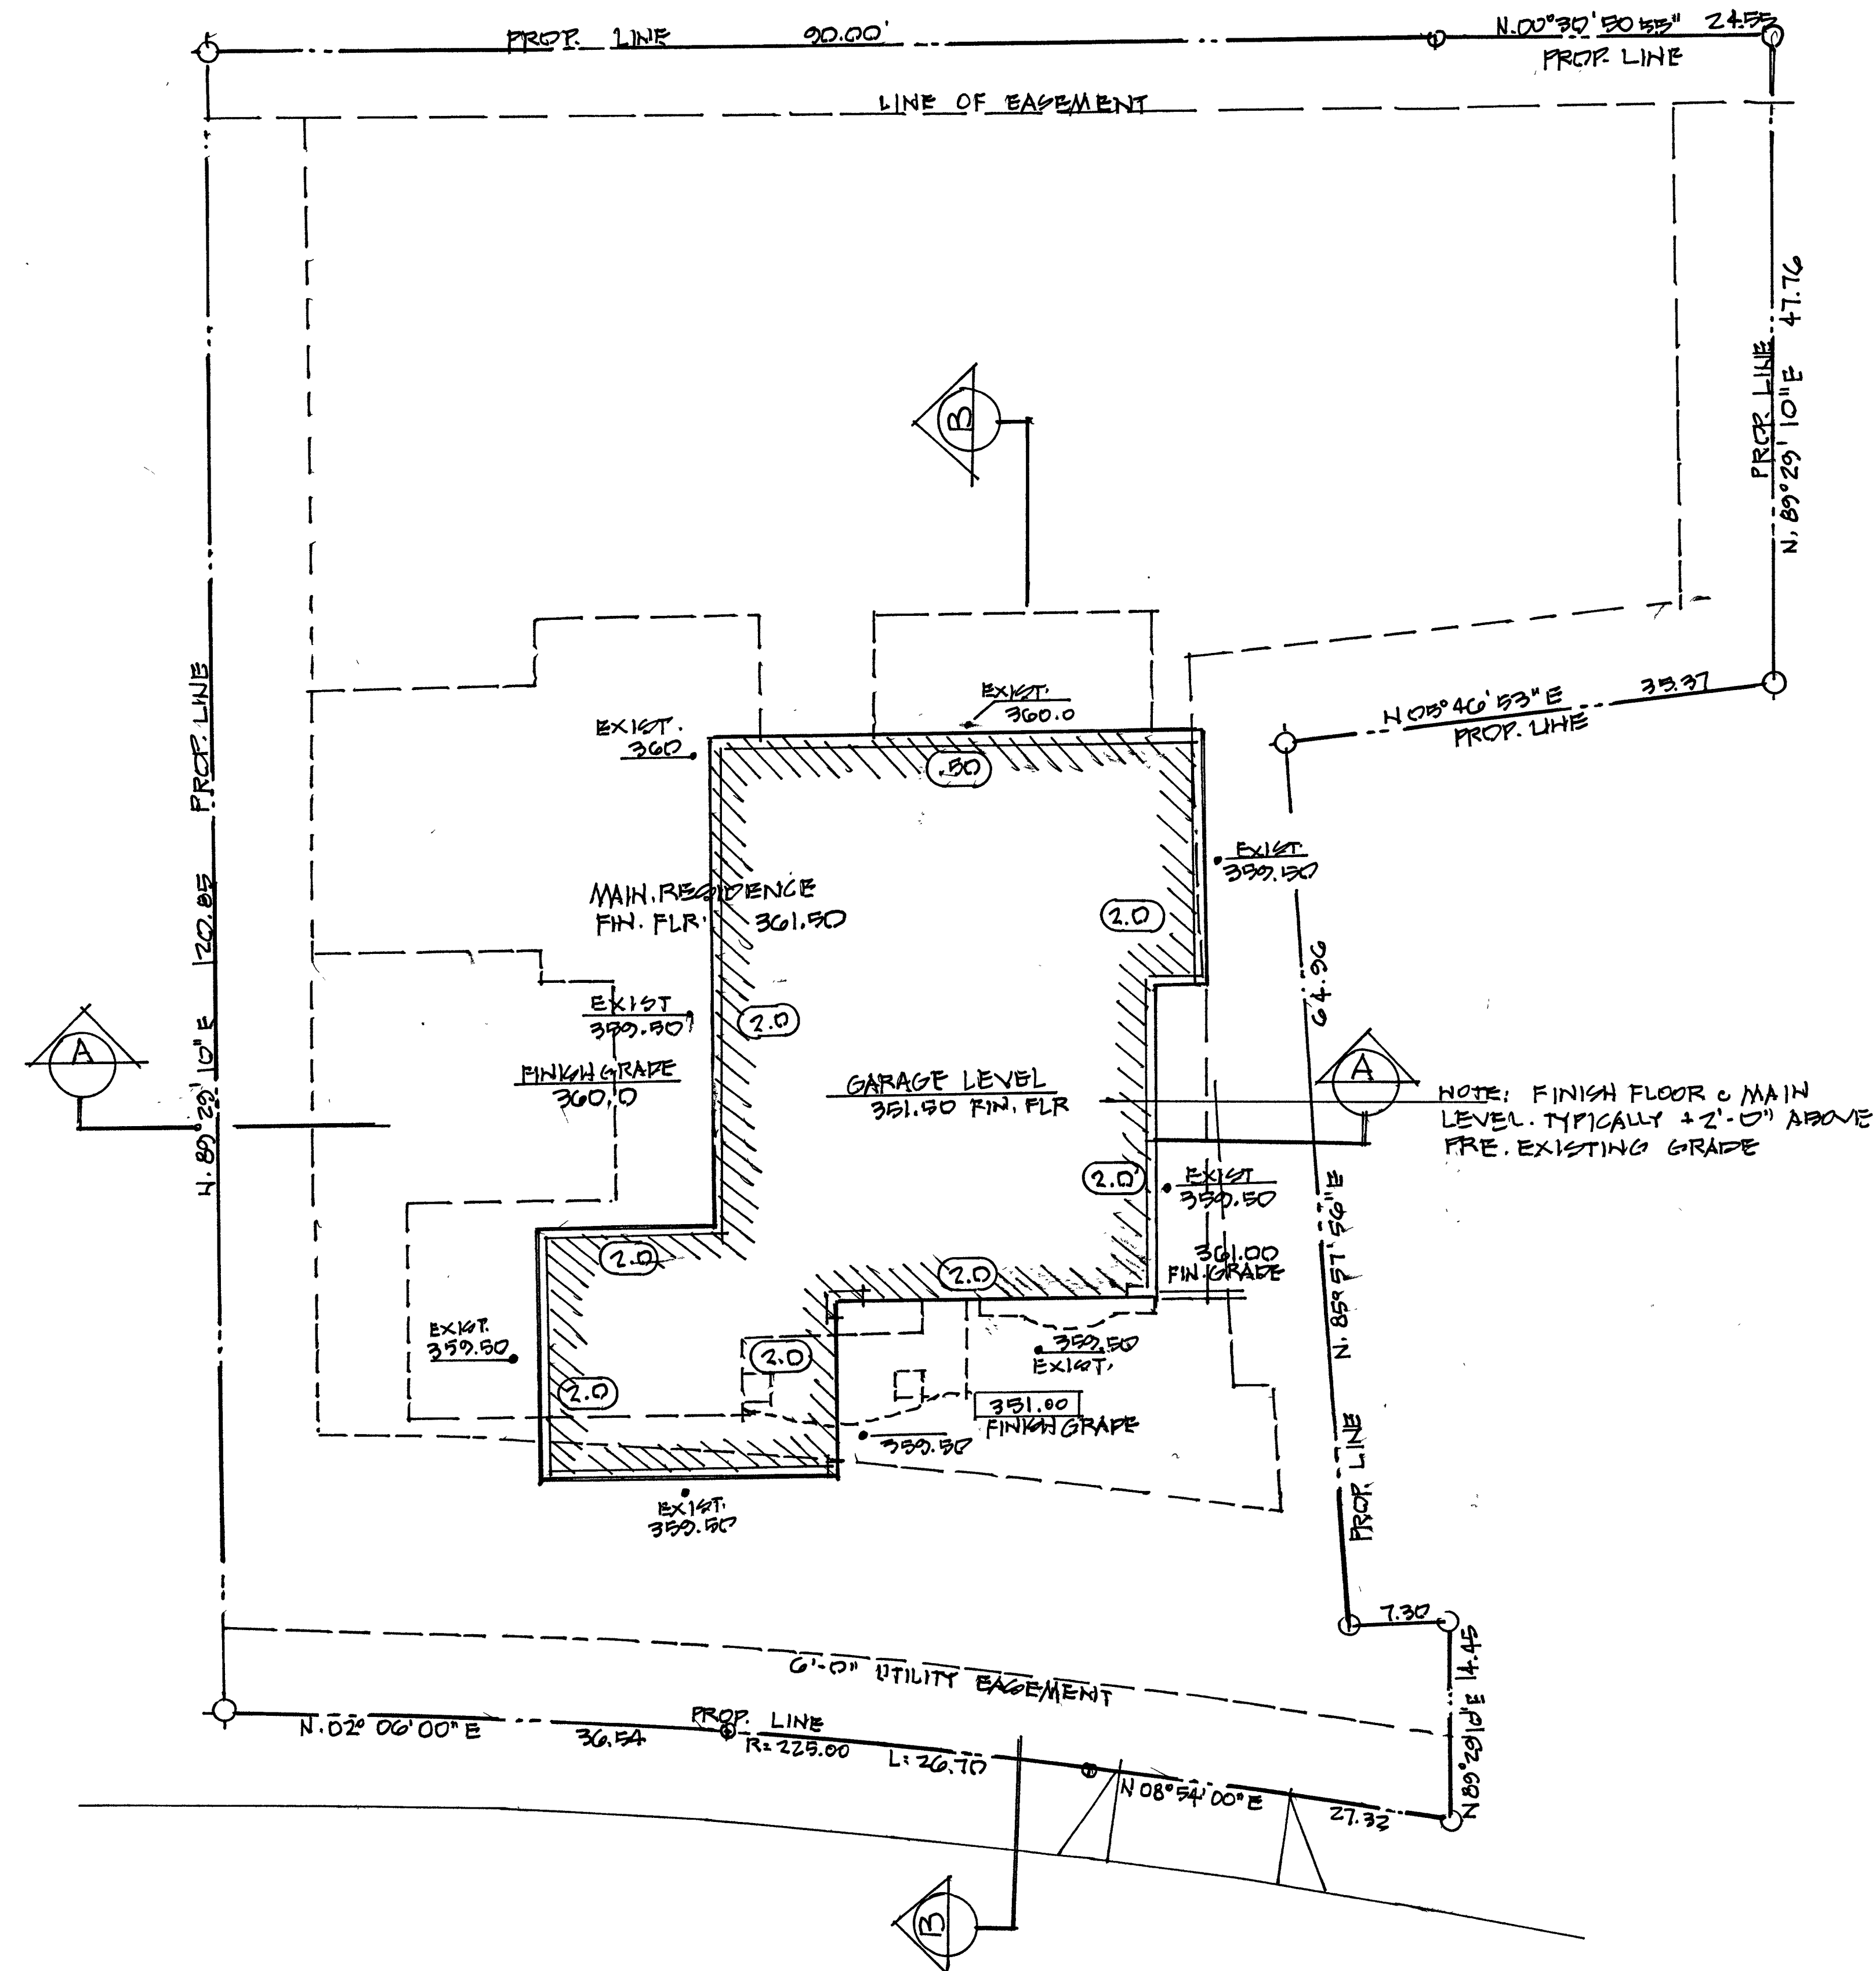 PROP. LINE 90.00'
N.00°30'50.55" 24.55
PROP. LINE
LINE OF EASEMENT
PROP. LINE
N. 89°29'10"E 47.76
B
N 05°46'53"E 35.37
PROP. LINE
EXIST.
360.0
EXIST.
360
.50
EXIST.
359.50
MAIN RESIDENCE
FIN. FLR. 361.50
2.0
N. 89°29'10"E 120.85 PROP. LINE
64.96
EXIST
359.50'
2.0
A
FINISH GRADE
360.0
GARAGE LEVEL
351.50 FIN. FLR
A
NOTE: FINISH FLOOR @ MAIN
LEVEL. TYPICALLY +2'-0" ABOVE
PRE. EXISTING GRADE
2.0'
EXIST
359.50
N. 85°57'56"E
PROP. LINE
361.00
FIN. GRADE
2.0
2.0
EXIST.
359.50
2.0
359.50
EXIST.
2.0
351.00
FINISH GRADE
359.50
EXIST.
359.50
7.30
N 89°29'10"E 14.45
6'-0" UTILITY EASEMENT
N. 02° 06'00" E 36.54
PROP. LINE
R=225.00 L=26.70
N 08°54'00"E 27.32
B